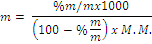 m = %m/mx1000 / (100 − %m/m) x M.M.